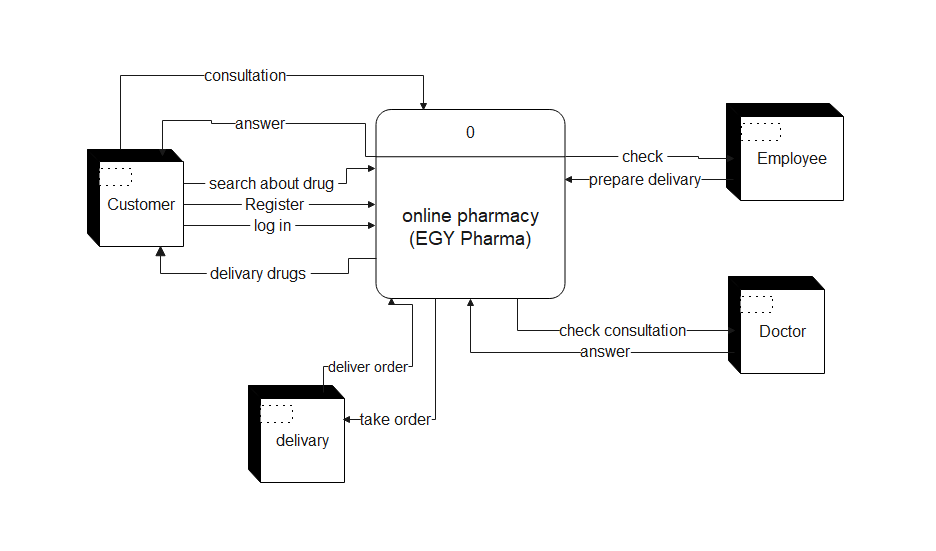 consultation
answer
0
check
Employee
prepare delivary
search about drug
Customer
Register
log in
online pharmacy
(EGY Pharma)
delivary drugs
check consultation
Doctor
answer
deliver order
take order
delivary